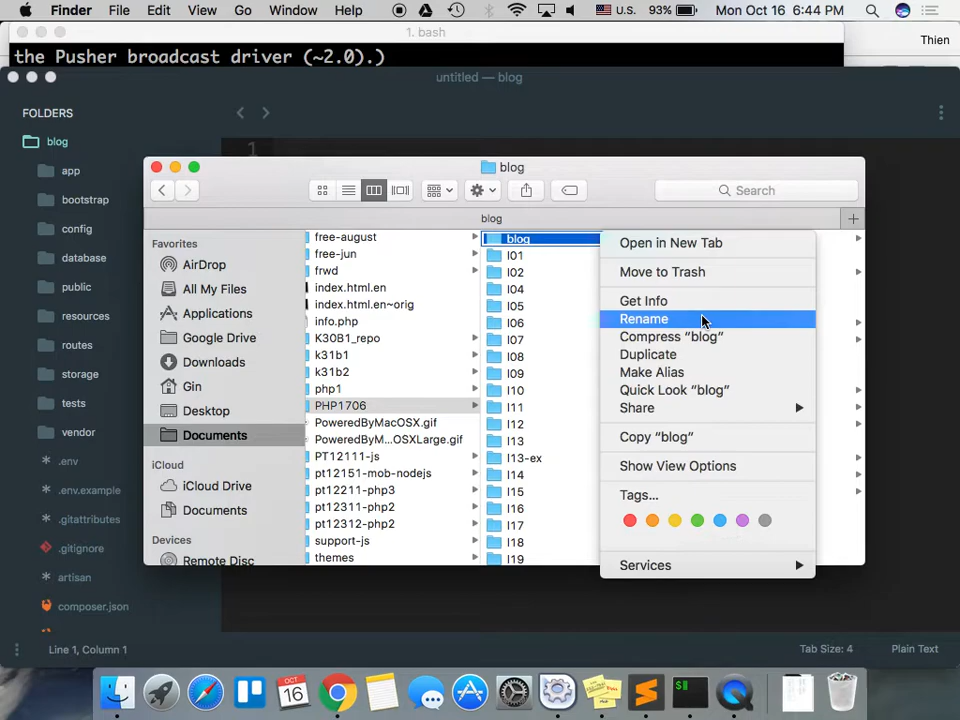 Finder File Edit View Go Window Help U.S. 93% Mon Oct 16 6:44 PM
1. bash
Thien
the Pusher broadcast driver (~2.0).)
untitled — blog
FOLDERS
blog
app
bootstrap
config
database
public
resources
routes
storage
tests
vendor
.env
.env.example
.gitattributes
.gitignore
artisan
composer.json
1
blog
Search
blog
Favorites
AirDrop
All My Files
Applications
Google Drive
Downloads
Gin
Desktop
Documents
iCloud
iCloud Drive
Documents
Devices
Remote Disc
free-august
free-jun
frwd
index.html.en
index.html.en~orig
info.php
K30B1_repo
k31b1
k31b2
php1
PHP1706
PoweredByMacOSX.gif
PoweredByM...OSXLarge.gif
PT12111-js
pt12151-mob-nodejs
pt12211-php3
pt12311-php2
pt12312-php2
support-js
themes
blog
l01
l02
l04
l05
l06
l07
l08
l09
l10
l11
l12
l13
l13-ex
l14
l15
l16
l17
l18
l19
Open in New Tab
Move to Trash
Get Info
Rename
Compress “blog”
Duplicate
Make Alias
Quick Look “blog”
Share
Copy “blog”
Show View Options
Tags...
Services
Line 1, Column 1
Tab Size: 4
Plain Text
OCT
16